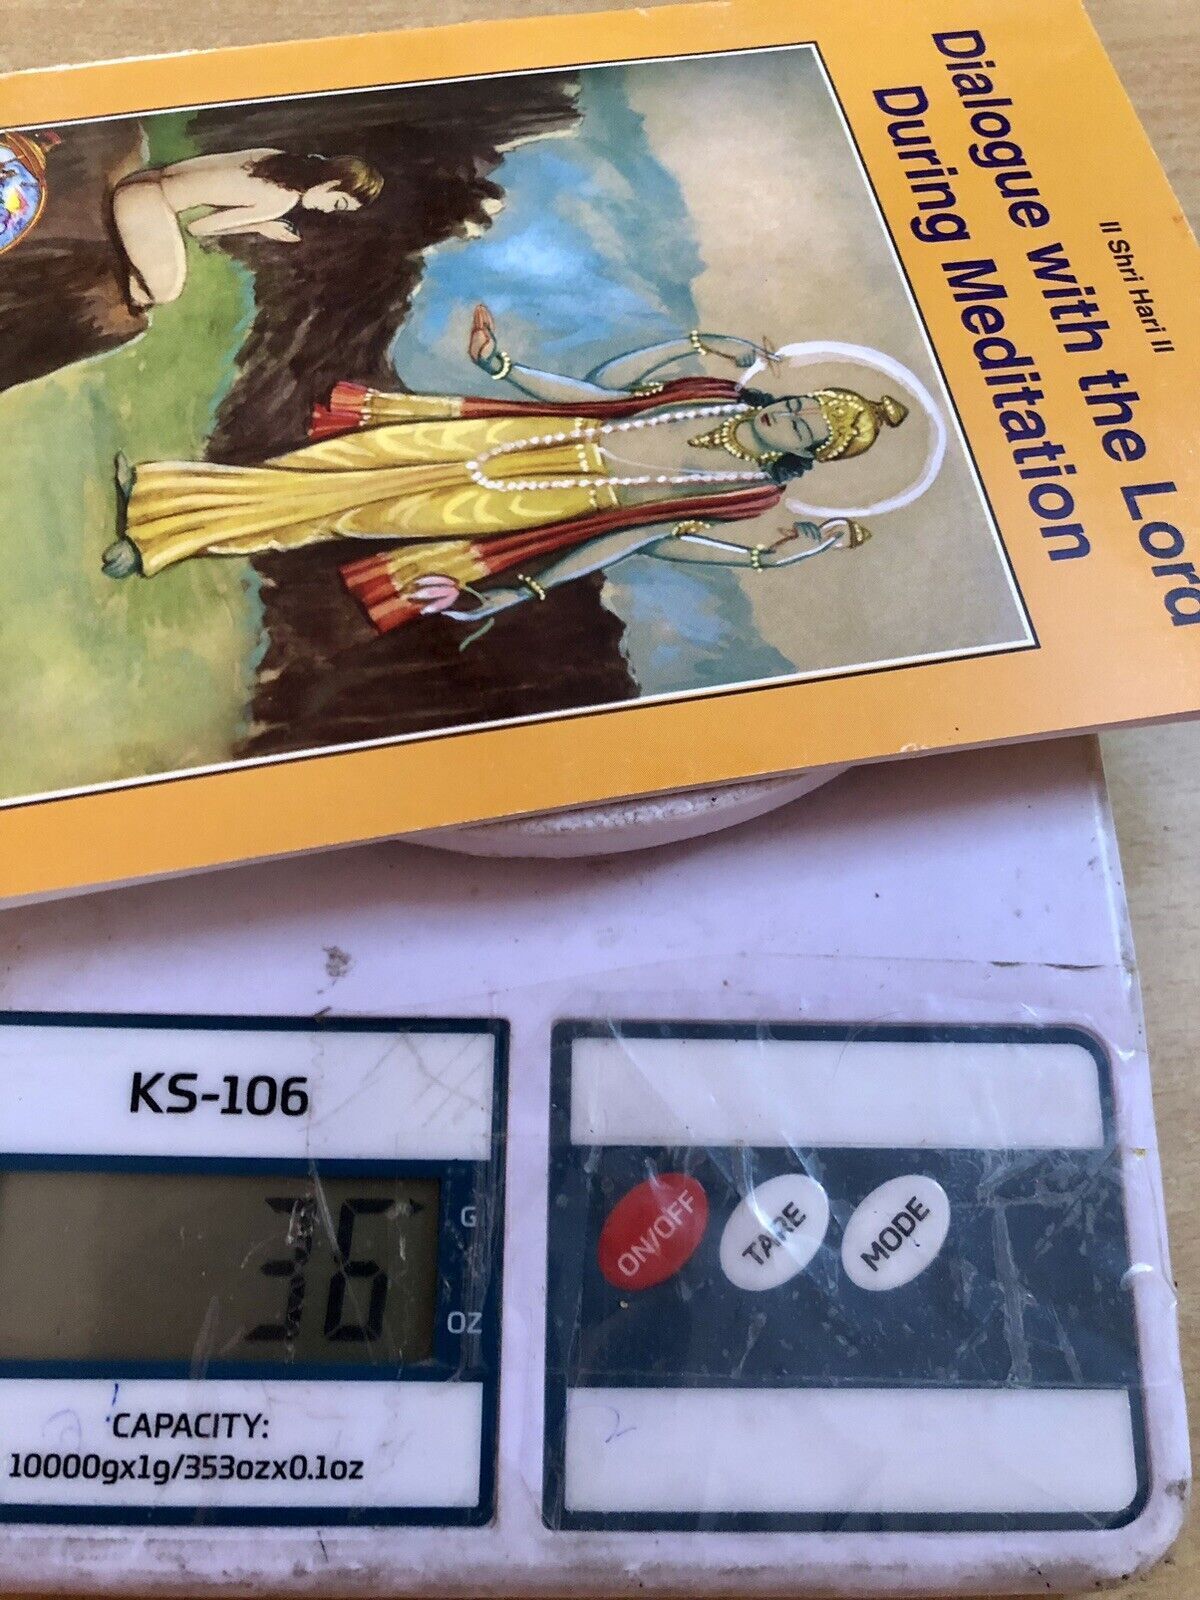 II Shri Hari II
Dialogue with the Lord
During Meditation
KS-106
36
G
OZ
CAPACITY:
10000gx1g/353ozx0.1oz
ON/OFF
TARE
MODE
2